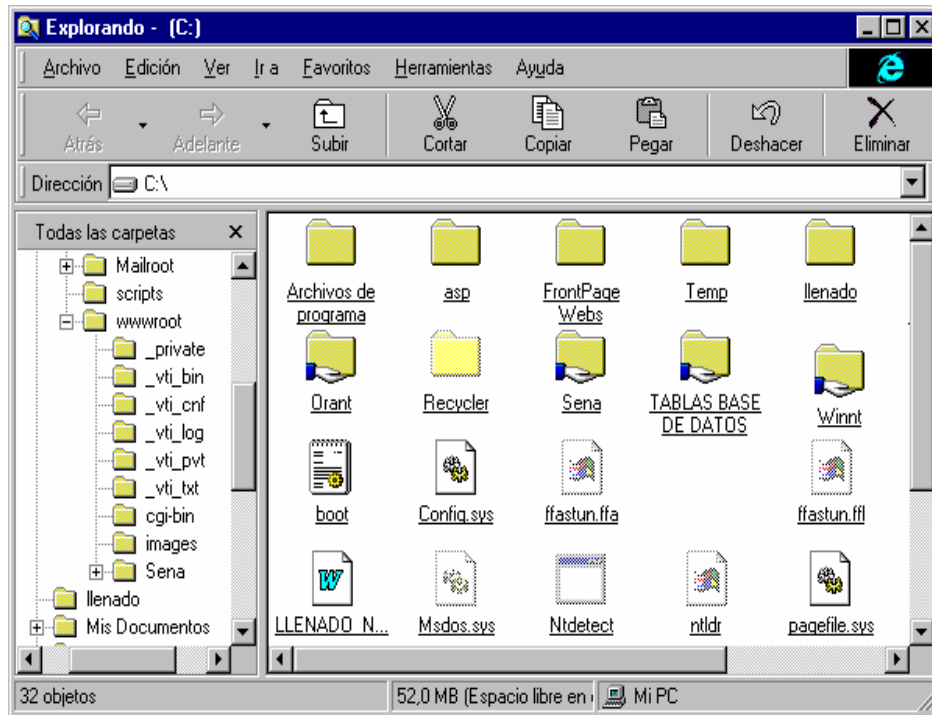 Explorando - (C:)
Archivo Edición Ver Ir a Favoritos Herramientas Ayuda
Atrás Adelante Subir Cortar Copiar Pegar Deshacer Eliminar
Dirección C:\
Todas las carpetas
Mailroot
scripts
wwwroot
_private
_vti_bin
_vti_cnf
_vti_log
_vti_pvt
_vti_txt
cgi-bin
images
Sena
llenado
Mis Documentos
Archivos de
programa
asp
FrontPage
Webs
Temp
llenado
Orant
Recycler
Sena
TABLAS BASE
DE DATOS
Winnt
boot
Config.sys
ffastun.ffa
ffastun.ffl
LLENADO N...
Msdos.sys
Ntdetect
ntldr
pagefile.sys
32 objetos
52,0 MB (Espacio libre en
Mi PC